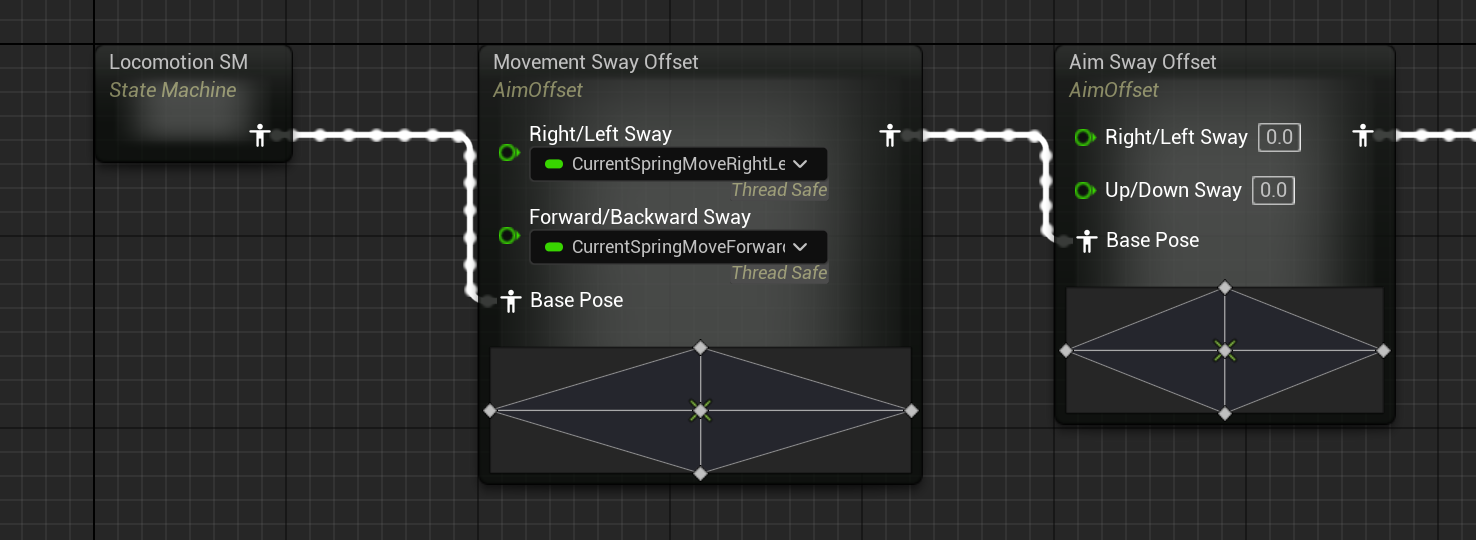 Locomotion SM
State Machine
Movement Sway Offset
AimOffset
Right/Left Sway
CurrentSpringMoveRightLe
Thread Safe
Forward/Backward Sway
CurrentSpringMoveForward
Thread Safe
Base Pose
Aim Sway Offset
AimOffset
Right/Left Sway 0.0
Up/Down Sway 0.0
Base Pose